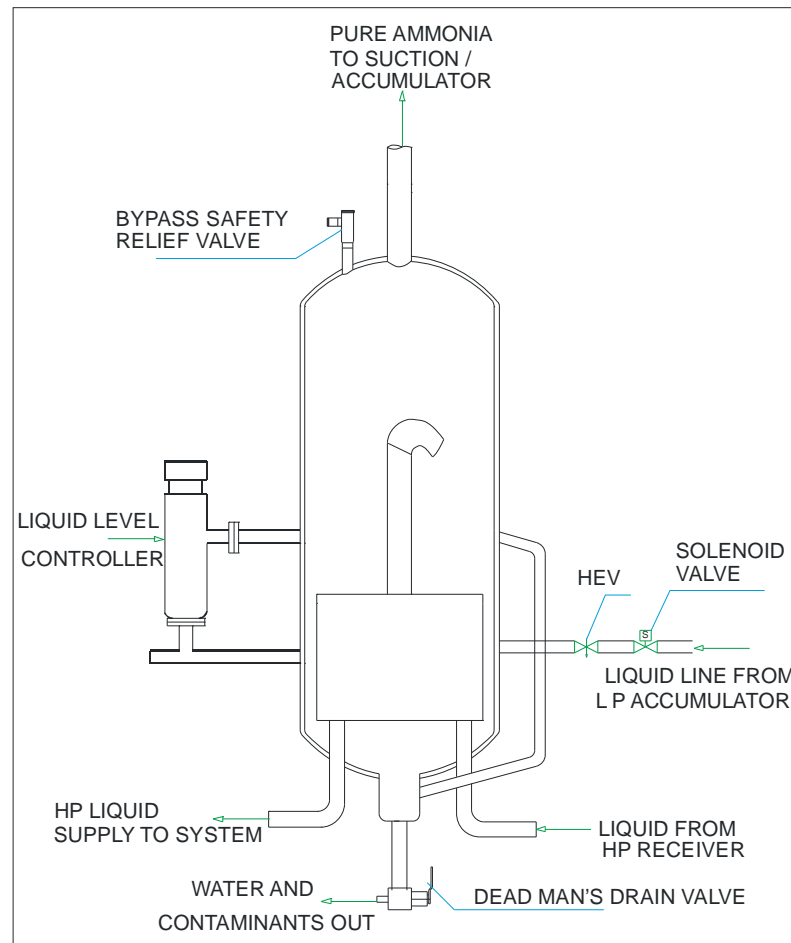 PURE AMMONIA
TO SUCTION /
ACCUMULATOR
BYPASS SAFETY
RELIEF VALVE
LIQUID LEVEL
CONTROLLER
SOLENOID
VALVE
HEV
S
LIQUID LINE FROM
L P ACCUMULATOR
HP LIQUID
SUPPLY TO SYSTEM
LIQUID FROM
HP RECEIVER
WATER AND
CONTAMINANTS OUT
DEAD MAN'S DRAIN VALVE